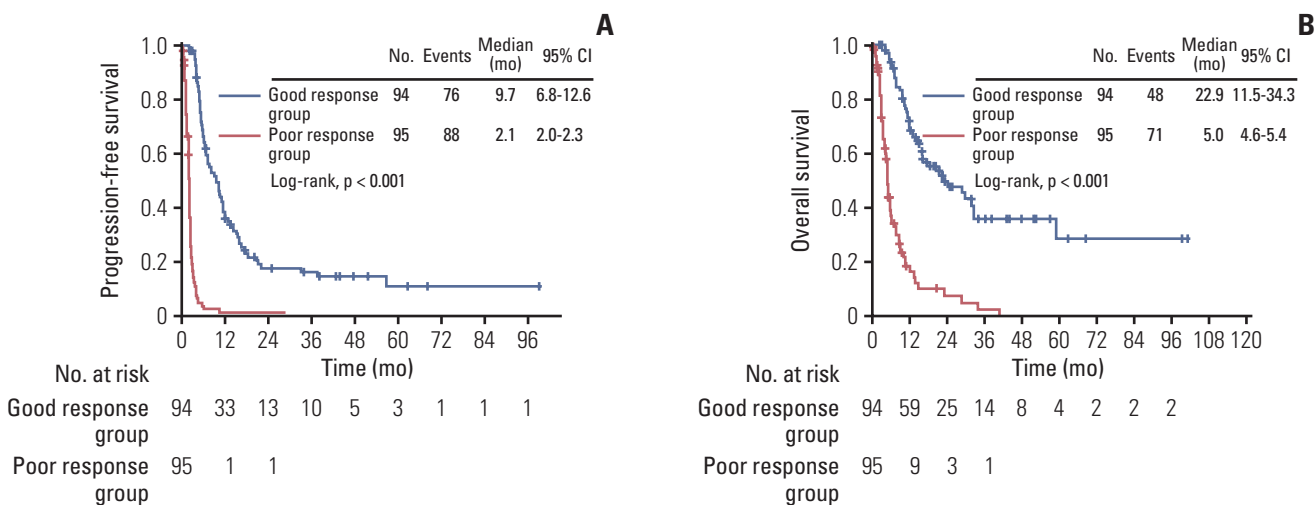 A
Progression-free survival
1.0
0.8
0.6
0.4
0.2
0
No. Events Median (mo) 95% CI
Good response group 94 76 9.7 6.8-12.6
Poor response group 95 88 2.1 2.0-2.3
Log-rank, p < 0.001
0 12 24 36 48 60 72 84 96
Time (mo)
No. at risk
Good response group 94 33 13 10 5 3 1 1 1
Poor response group 95 1 1
B
Overall survival
1.0
0.8
0.6
0.4
0.2
0
No. Events Median (mo) 95% CI
Good response group 94 48 22.9 11.5-34.3
Poor response group 95 71 5.0 4.6-5.4
Log-rank, p < 0.001
0 12 24 36 48 60 72 84 96 108 120
Time (mo)
No. at risk
Good response group 94 59 25 14 8 4 2 2 2
Poor response group 95 9 3 1